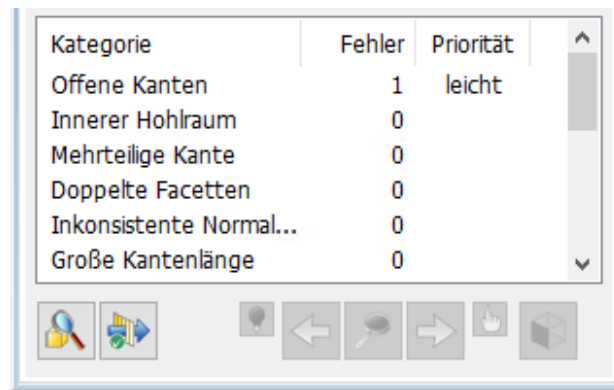 Kategorie Fehler Priorität
Offene Kanten 1 leicht
Innerer Hohlraum 0
Mehrteilige Kante 0
Doppelte Facetten 0
Inkonsistente Normal... 0
Große Kantenlänge 0